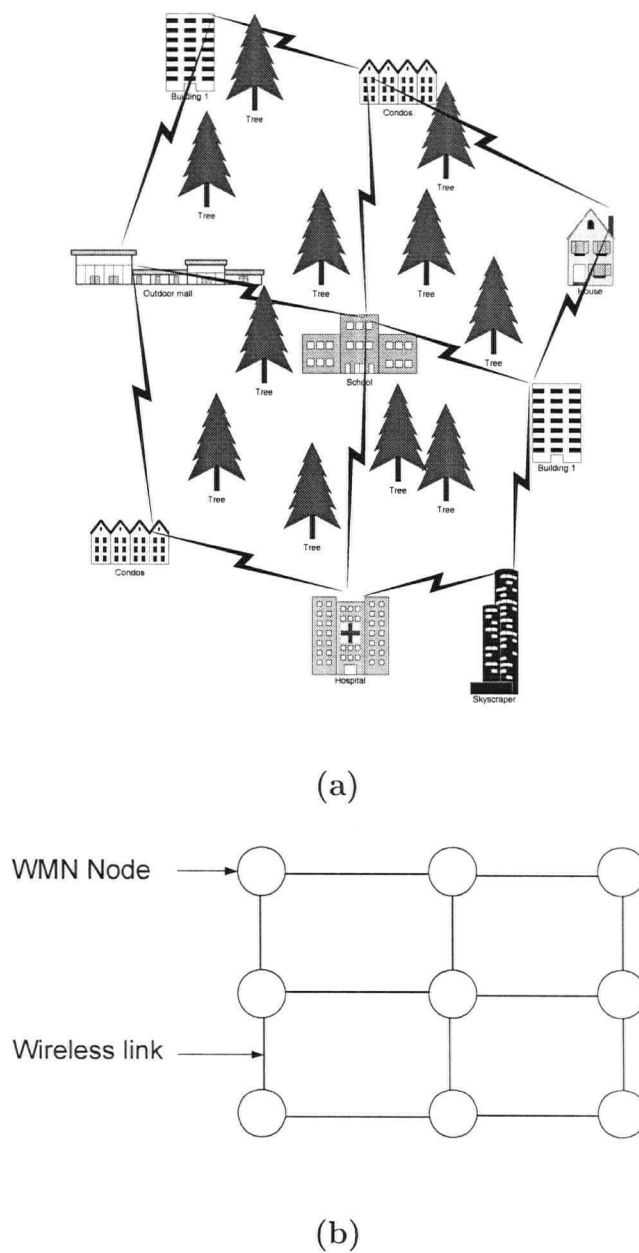 Building 1
Tree
Condos
Tree
Tree
Tree
Tree
House
Outdoor mall
Tree
School
Tree
Tree
Building 1
Tree
Tree
Tree
Tree
Condos
Hospital
Skyscraper
(a)
WMN Node
Wireless link
(b)